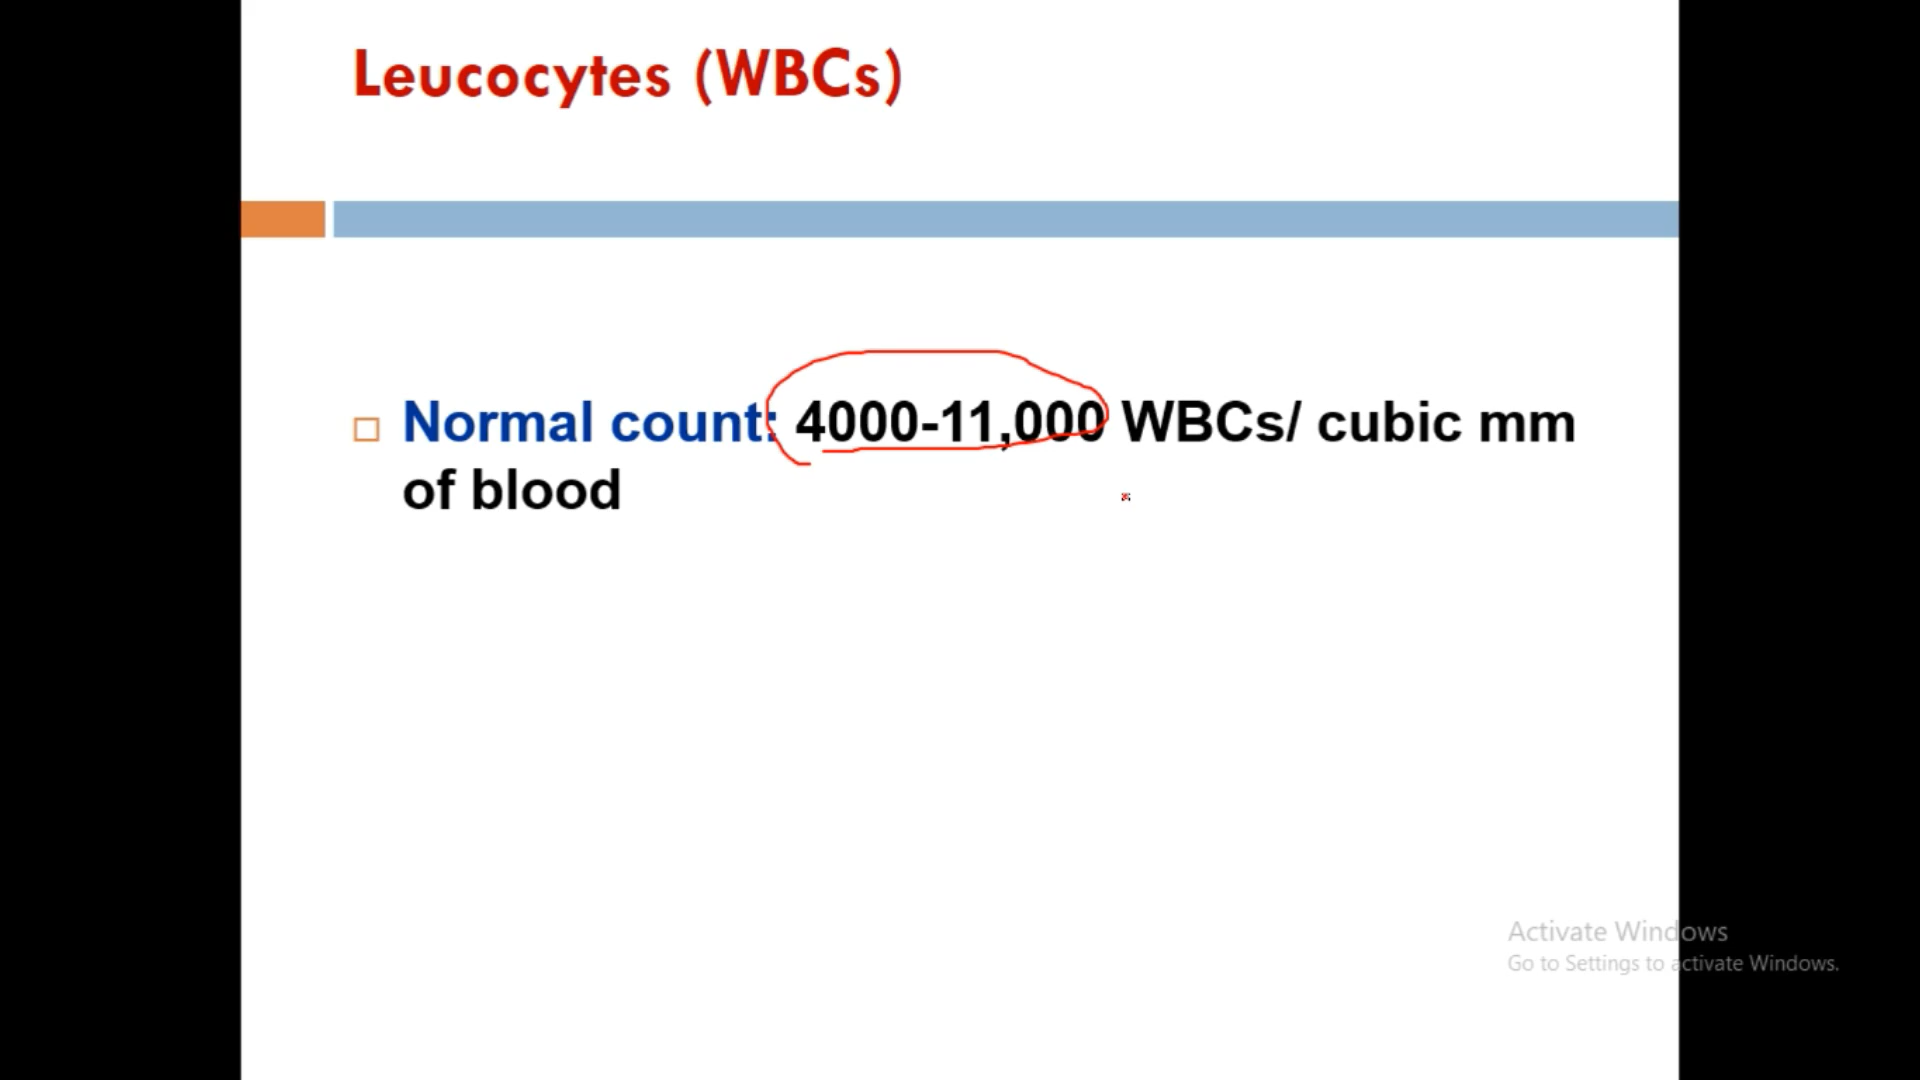 Leucocytes (WBCs)
Normal count: 4000-11,000 WBCs/ cubic mm
of blood
Activate Windows
Go to Settings to activate Windows.